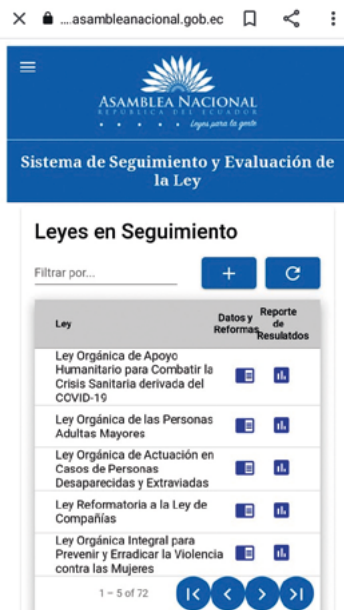 ....asambleanacional.gob.ec
ASAMBLEA NACIONAL
REPÚBLICA DEL ECUADOR
Leyes para la gente
Sistema de Seguimiento y Evaluación de
la Ley
Leyes en Seguimiento
Filtrar por...
Ley
Datos y
Reformas
Reporte
de
Resulatdos
Ley Orgánica de Apoyo
Humanitario para Combatir la
Crisis Sanitaria derivada del
COVID-19
Ley Orgánica de las Personas
Adultas Mayores
Ley Orgánica de Actuación en
Casos de Personas
Desaparecidas y Extraviadas
Ley Reformatoria a la Ley de
Compañías
Ley Orgánica Integral para
Prevenir y Erradicar la Violencia
contra las Mujeres
1 – 5 of 72